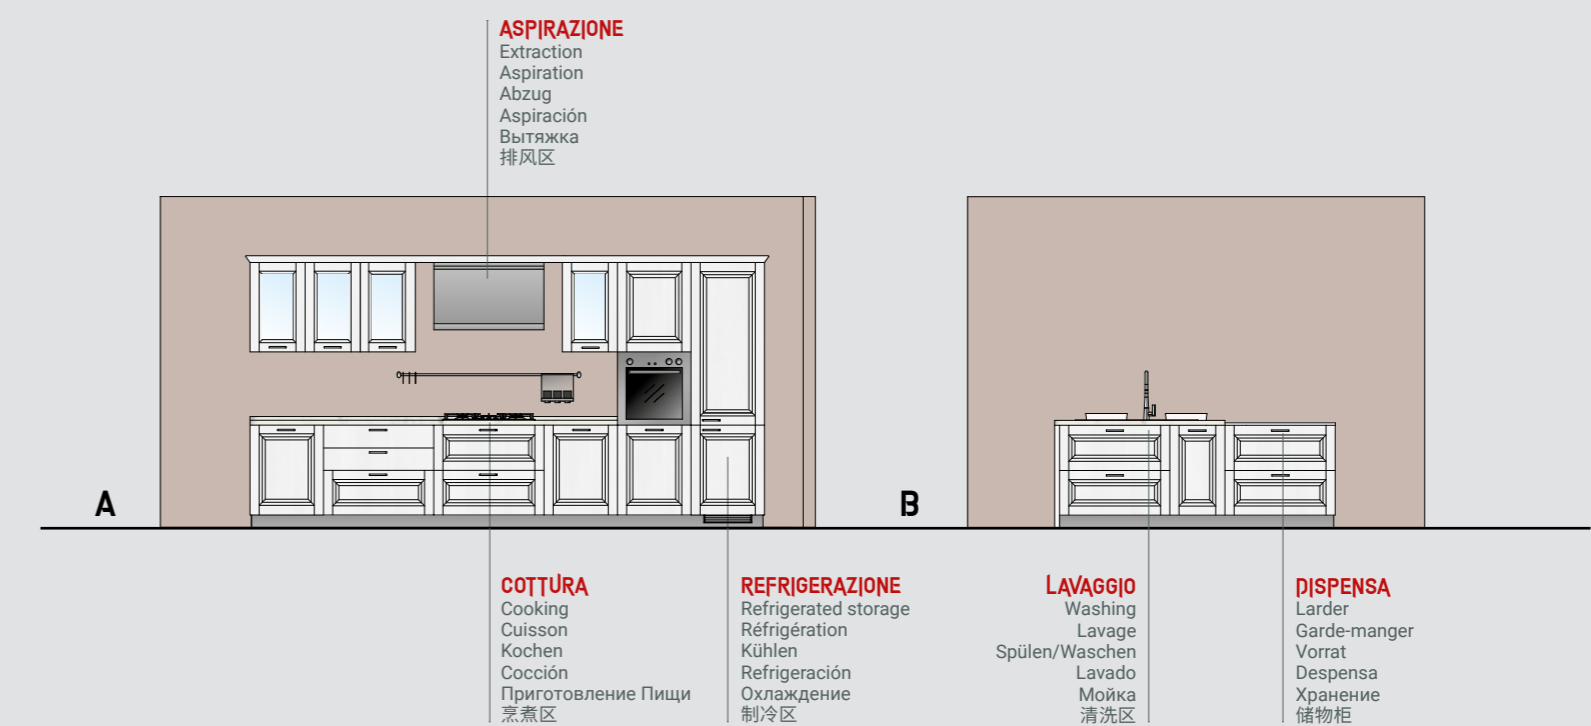 ASPIRAZIONE
Extraction
Aspiration
Abzug
Aspiración
Вытяжка
排风区
A
B
COTTURA
Cooking
Cuisson
Kochen
Cocción
Приготовление Пищи
烹煮区
REFRIGERAZIONE
Refrigerated storage
Réfrigération
Kühlen
Refrigeración
Охлаждение
制冷区
LAVAGGIO
Washing
Lavage
Spülen/Waschen
Lavado
Мойка
清洗区
DISPENSA
Larder
Garde-manger
Vorrat
Despensa
Хранение
储物柜